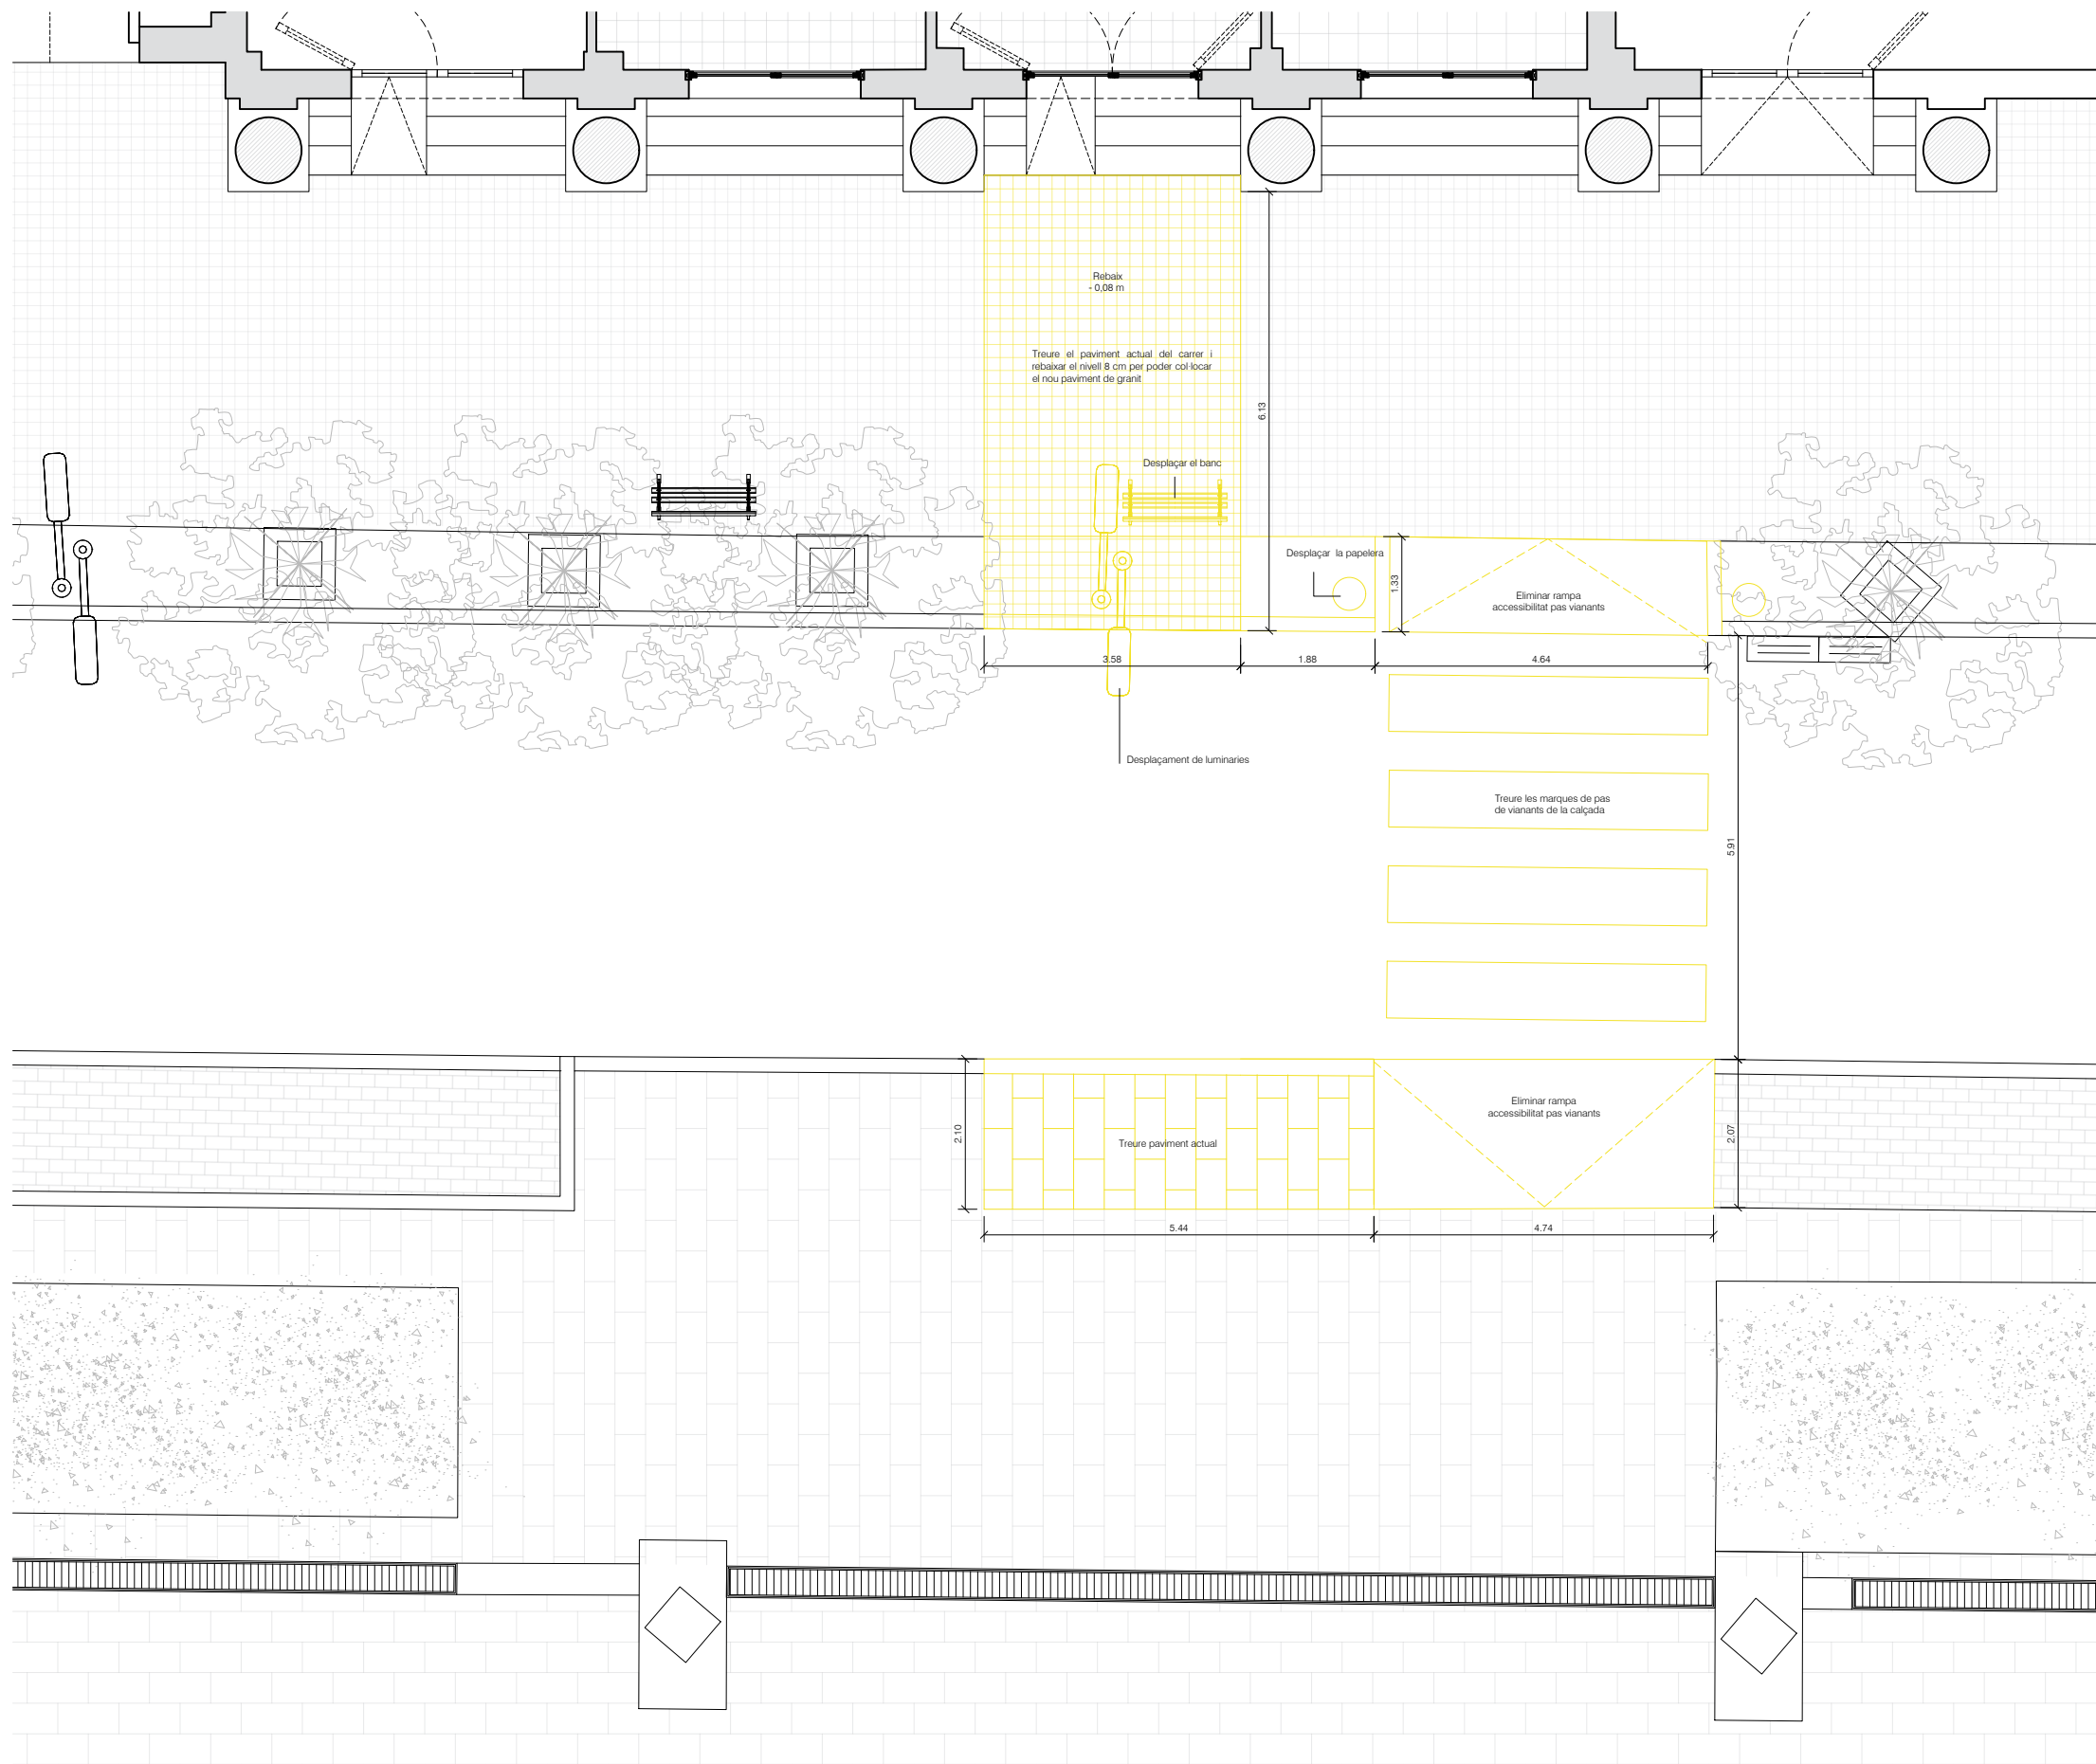 Rebaix
- 0,08 m
Treure el paviment actual del carrer i
rebaixar el nivell 8 cm per poder col·locar
el nou paviment de granit
6.13
Desplaçar el banc
Desplaçar la papelera
1.33
Eliminar rampa
accessibilitat pas vianants
3.58
1.88
4.64
Desplaçament de luminaries
Treure les marques de pas
de vianants de la calçada
5.91
Eliminar rampa
accessibilitat pas vianants
2.10
Treure paviment actual
2.07
5.44
4.74